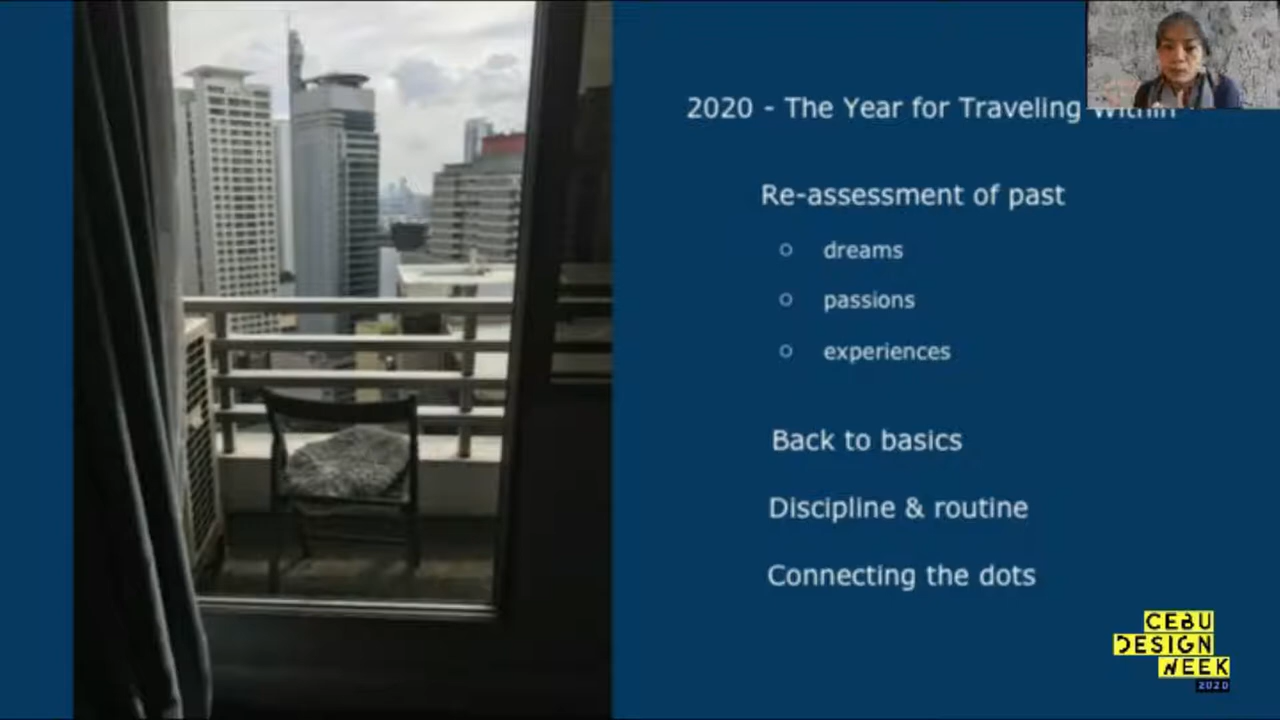 2020 - The Year for Traveling Within
Re-assessment of past
dreams
passions
experiences
Back to basics
Discipline & routine
Connecting the dots
CEBU
DESIGN
WEEK
2020